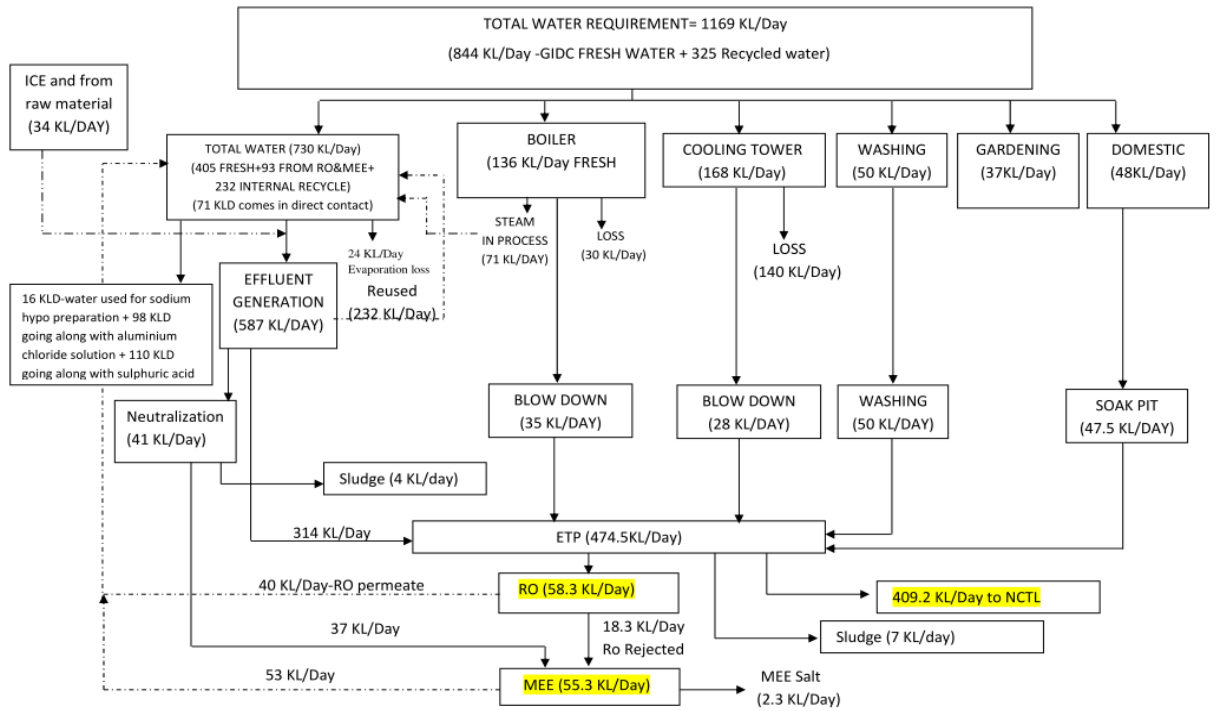 TOTAL WATER REQUIREMENT= 1169 KL/Day
(844 KL/Day -GIDC FRESH WATER + 325 Recycled water)
ICE and from
raw material
(34 KL/DAY)
TOTAL WATER (730 KL/Day)
(405 FRESH+93 FROM RO&MEE+
232 INTERNAL RECYCLE)
(71 KLD comes in direct contact)
BOILER
(136 KL/Day FRESH
COOLING TOWER
(168 KL/Day)
WASHING
(50 KL/Day)
GARDENING
(37KL/Day)
DOMESTIC
(48KL/Day)
STEAM
IN PROCESS
(71 KL/DAY)
LOSS
(30 KL/Day)
LOSS
(140 KL/Day)
24 KL/Day
Evaporation loss
Reused
(232 KL/Day)
EFFLUENT
GENERATION
(587 KL/DAY)
16 KLD-water used for sodium
hypo preparation + 98 KLD
going along with aluminium
chloride solution + 110 KLD
going along with sulphuric acid
Neutralization
(41 KL/Day)
BLOW DOWN
(35 KL/DAY)
BLOW DOWN
(28 KL/DAY)
WASHING
(50 KL/DAY)
SOAK PIT
(47.5 KL/DAY)
Sludge (4 KL/day)
314 KL/Day
ETP (474.5KL/Day)
40 KL/Day-RO permeate
RO (58.3 KL/Day)
409.2 KL/Day to NCTL
37 KL/Day
18.3 KL/Day
Ro Rejected
Sludge (7 KL/day)
53 KL/Day
MEE (55.3 KL/Day)
MEE Salt
(2.3 KL/Day)